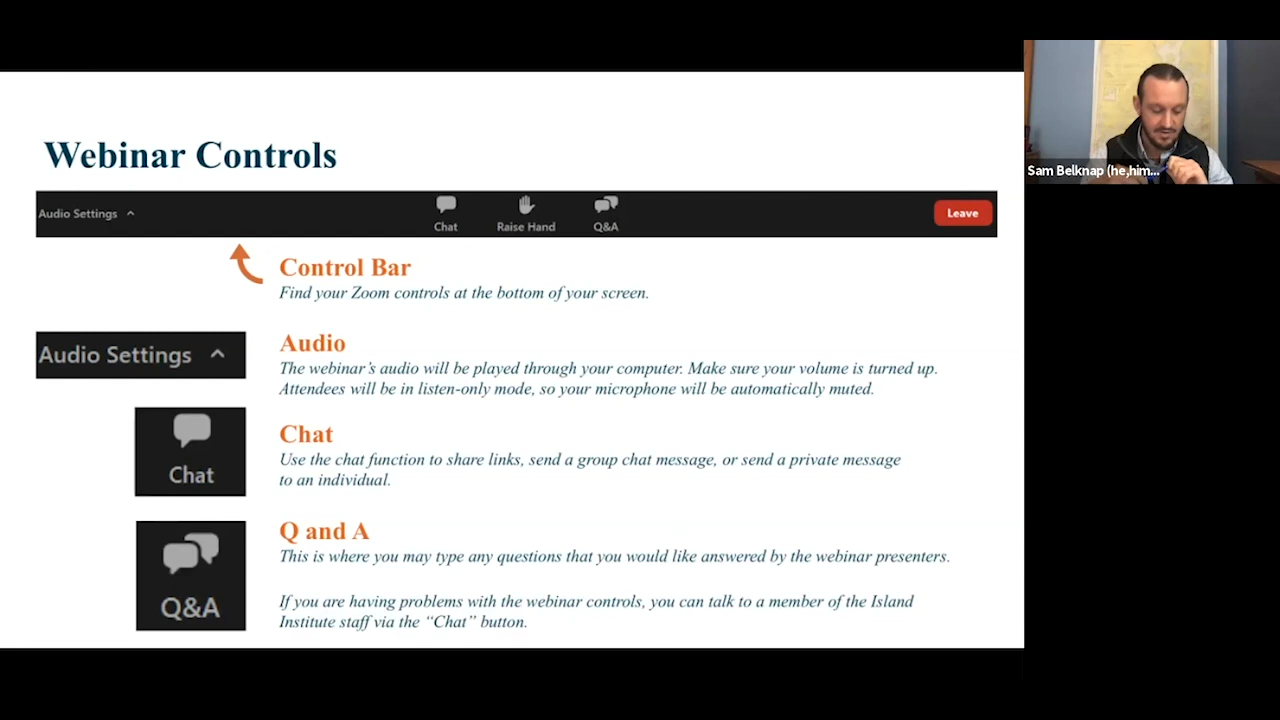 Webinar Controls
Audio Settings
Chat
Raise Hand
Q&A
Leave
Control Bar
Find your Zoom controls at the bottom of your screen.
Audio Settings
Audio
The webinar's audio will be played through your computer. Make sure your volume is turned up.
Attendees will be in listen-only mode, so your microphone will be automatically muted.
Chat
Chat
Use the chat function to share links, send a group chat message, or send a private message
to an individual.
Q&A
Q and A
This is where you may type any questions that you would like answered by the webinar presenters.
If you are having problems with the webinar controls, you can talk to a member of the Island
Institute staff via the “Chat” button.
Sam Belknap (he,him...